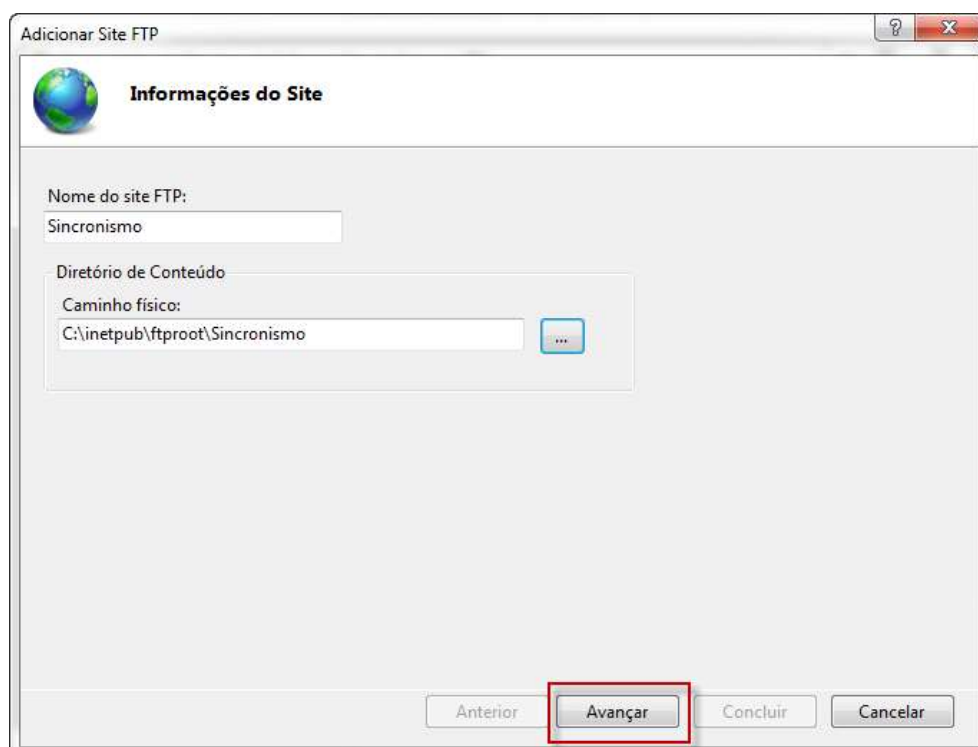 Adicionar Site FTP
Informações do Site
Nome do site FTP:
Sincronismo
Diretório de Conteúdo
Caminho físico:
C:\inetpub\ftproot\Sincronismo
...
Anterior
Avançar
Concluir
Cancelar